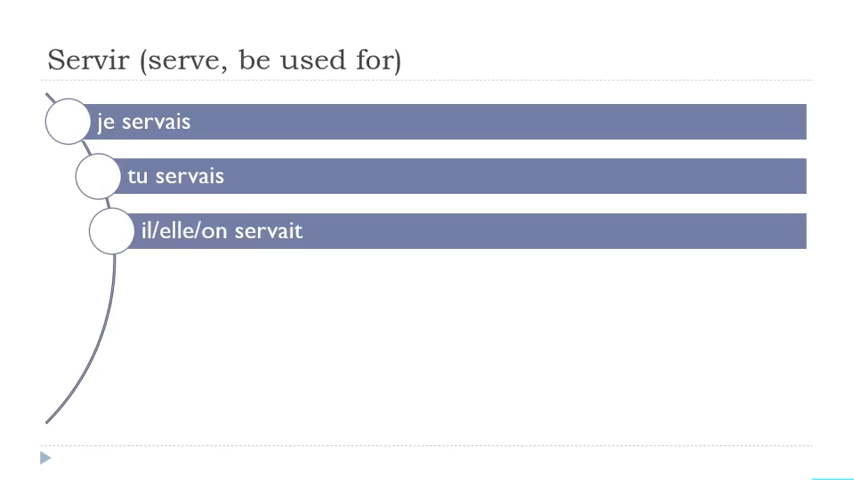 Servir (serve, be used for)
je servais
tu servais
il/elle/on servait